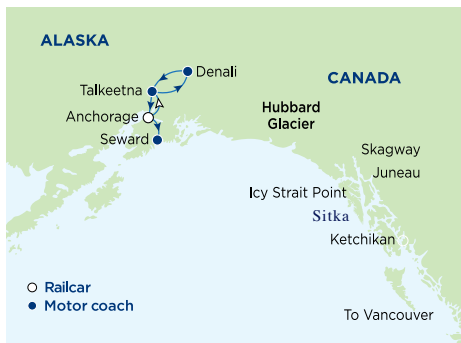 ALASKA
Denali
CANADA
Talkeetna
Hubbard
Glacier
Anchorage
Seward
Skagway
Juneau
Icy Strait Point
Sitka
Ketchikan
Railcar
Motor coach
To Vancouver